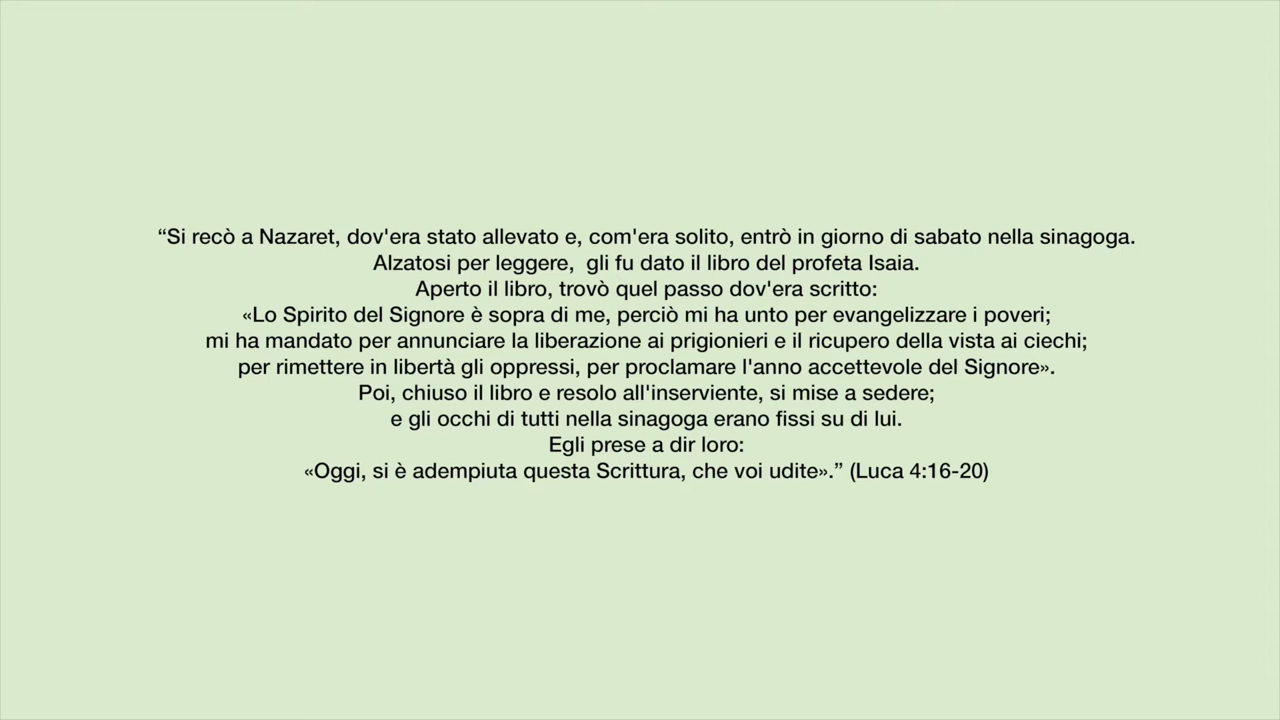 “Si recò a Nazaret, dov'era stato allevato e, com'era solito, entrò in giorno di sabato nella sinagoga.
Alzatosi per leggere,  gli fu dato il libro del profeta Isaia.
Aperto il libro, trovò quel passo dov'era scritto:
«Lo Spirito del Signore è sopra di me, perciò mi ha unto per evangelizzare i poveri;
mi ha mandato per annunciare la liberazione ai prigionieri e il ricupero della vista ai ciechi;
per rimettere in libertà gli oppressi, per proclamare l'anno accettevole del Signore».
Poi, chiuso il libro e resolo all'inserviente, si mise a sedere;
e gli occhi di tutti nella sinagoga erano fissi su di lui.
Egli prese a dir loro:
«Oggi, si è adempiuta questa Scrittura, che voi udite».” (Luca 4:16-20)